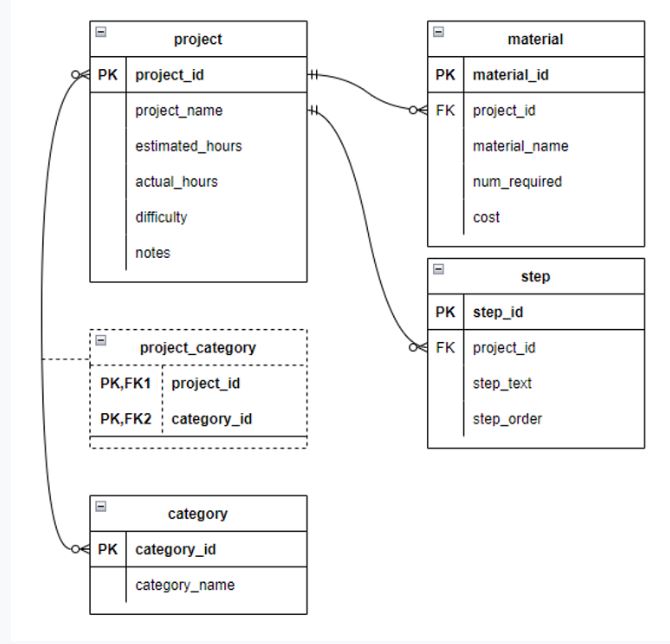 project
PK project_id
project_name
estimated_hours
actual_hours
difficulty
notes
material
PK material_id
FK project_id
material_name
num_required
cost
step
PK step_id
FK project_id
step_text
step_order
project_category
PK,FK1 project_id
PK,FK2 category_id
category
PK category_id
category_name